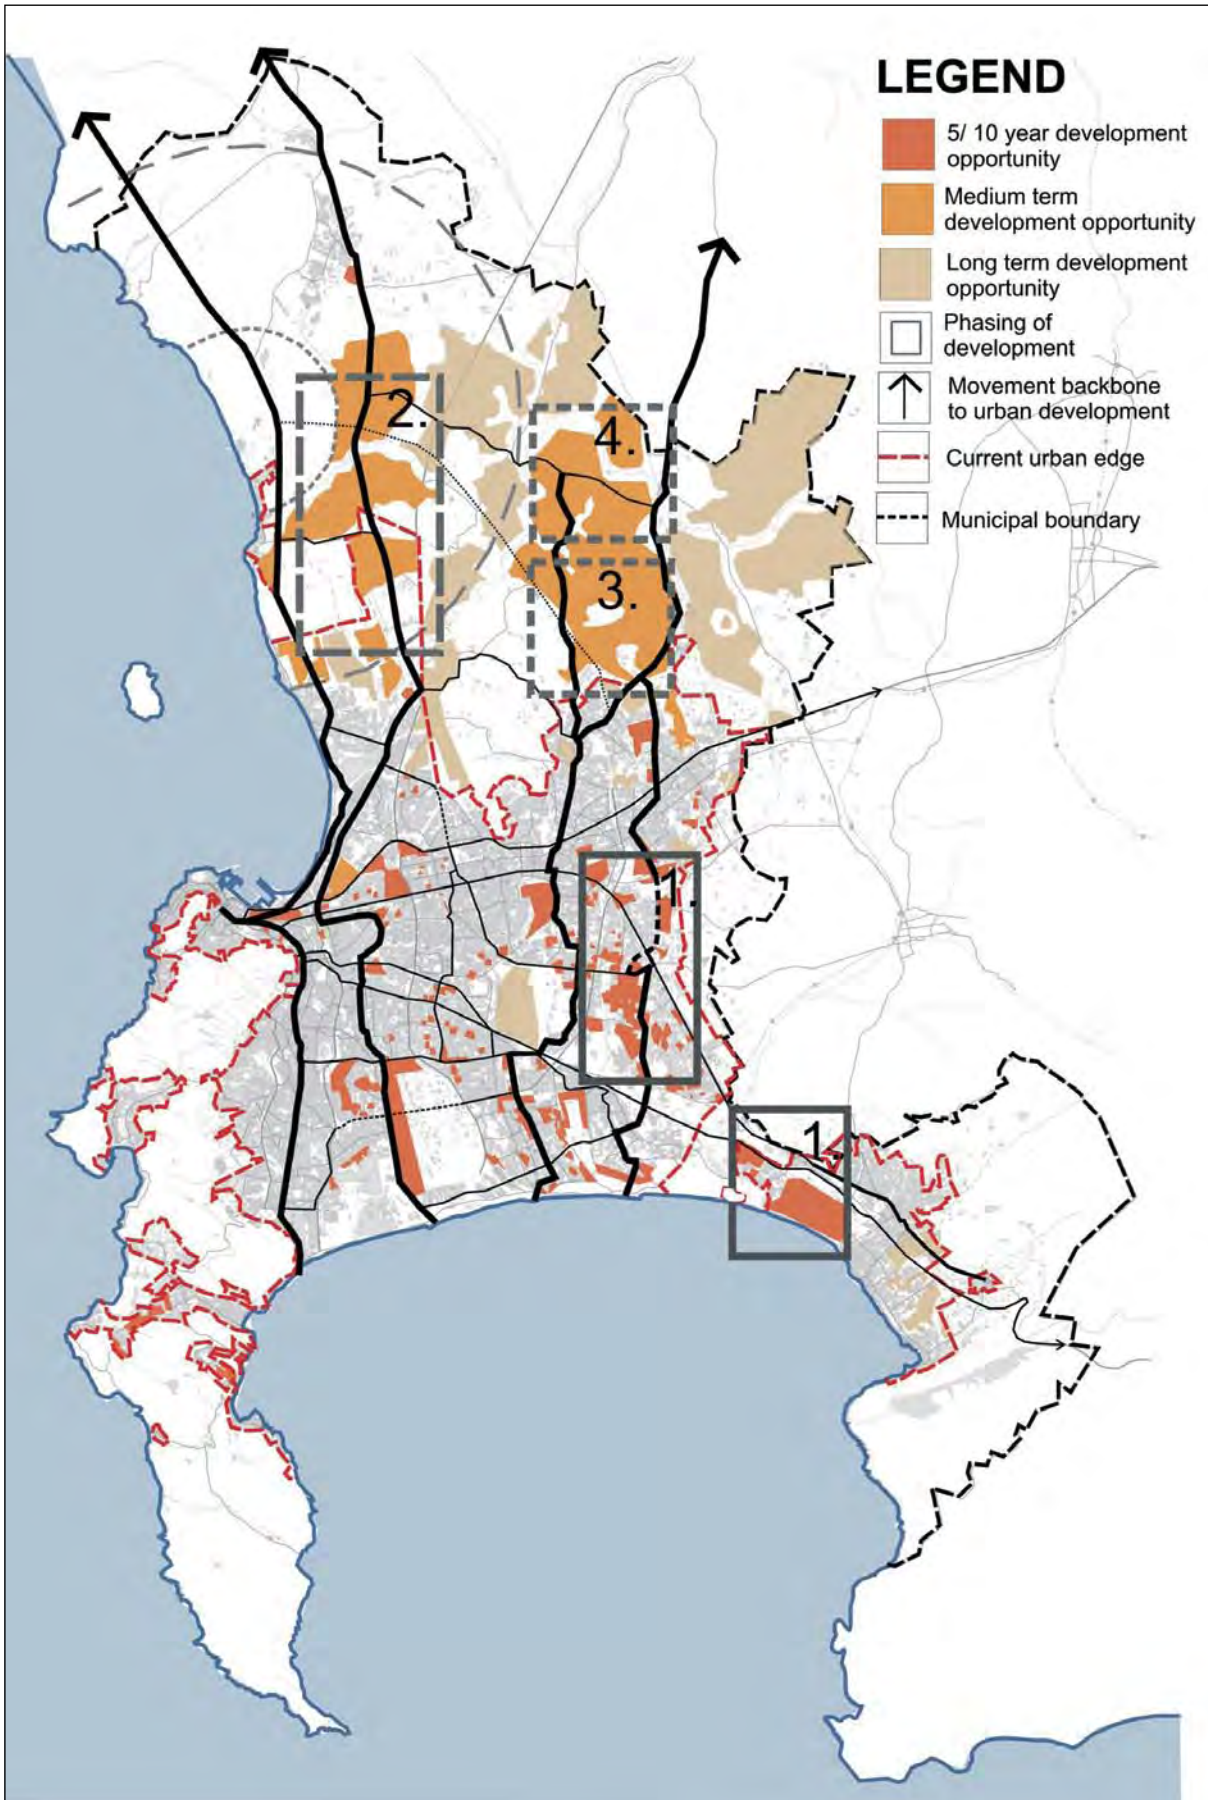 LEGEND
5/ 10 year development
opportunity
Medium term
development opportunity
Long term development
opportunity
Phasing of
development
Movement backbone
to urban development
Current urban edge
Municipal boundary
2.
4.
3.
1.
1.